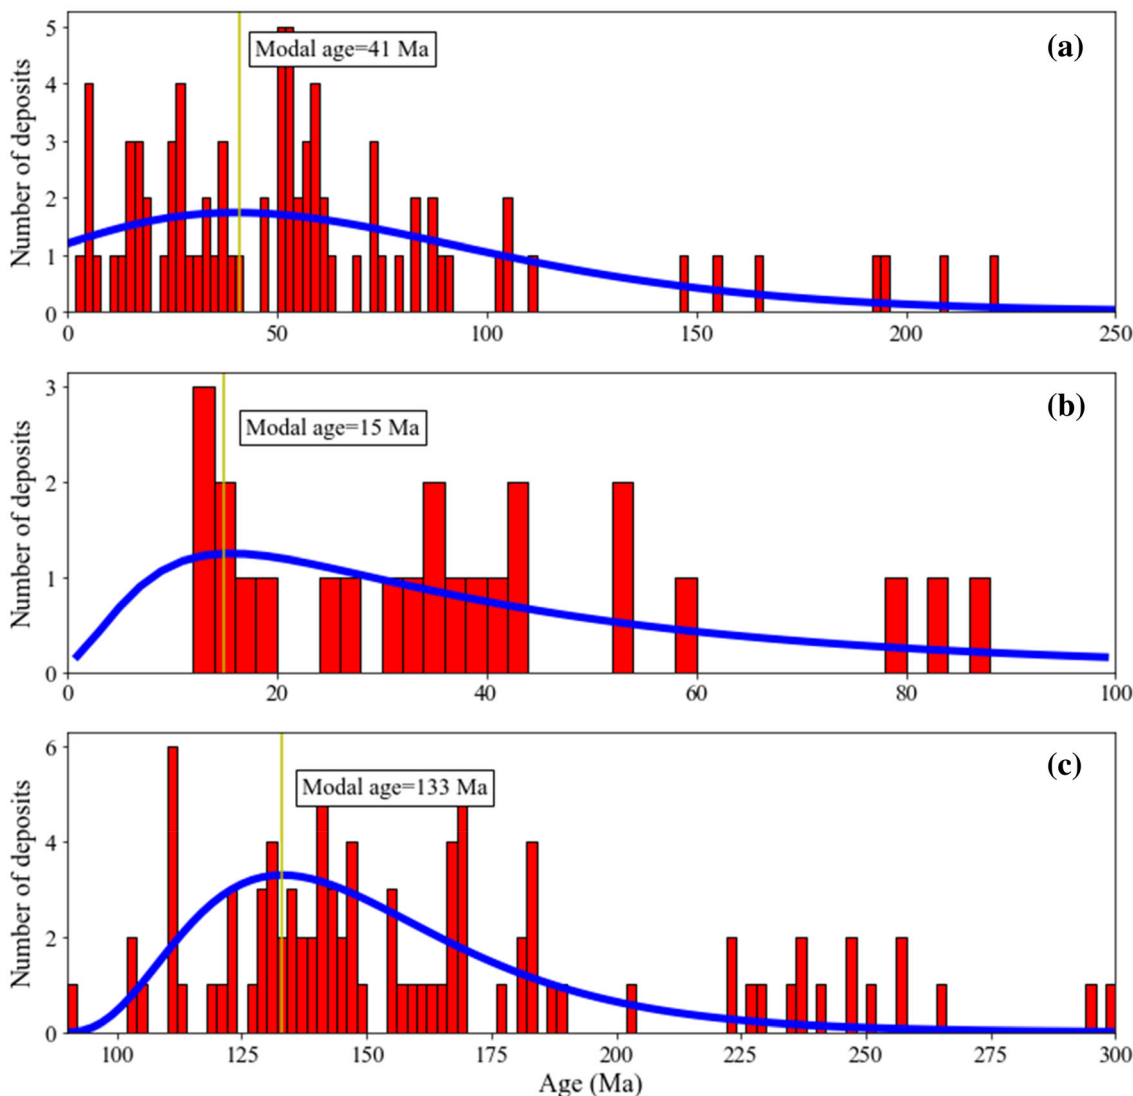 (a)
Modal age=41 Ma
Number of deposits
5
4
3
2
1
0
0 50 100 150 200 250
(b)
Modal age=15 Ma
Number of deposits
3
2
1
0
0 20 40 60 80 100
(c)
Modal age=133 Ma
Number of deposits
6
4
2
0
100 125 150 175 200 225 250 275 300
Age (Ma)